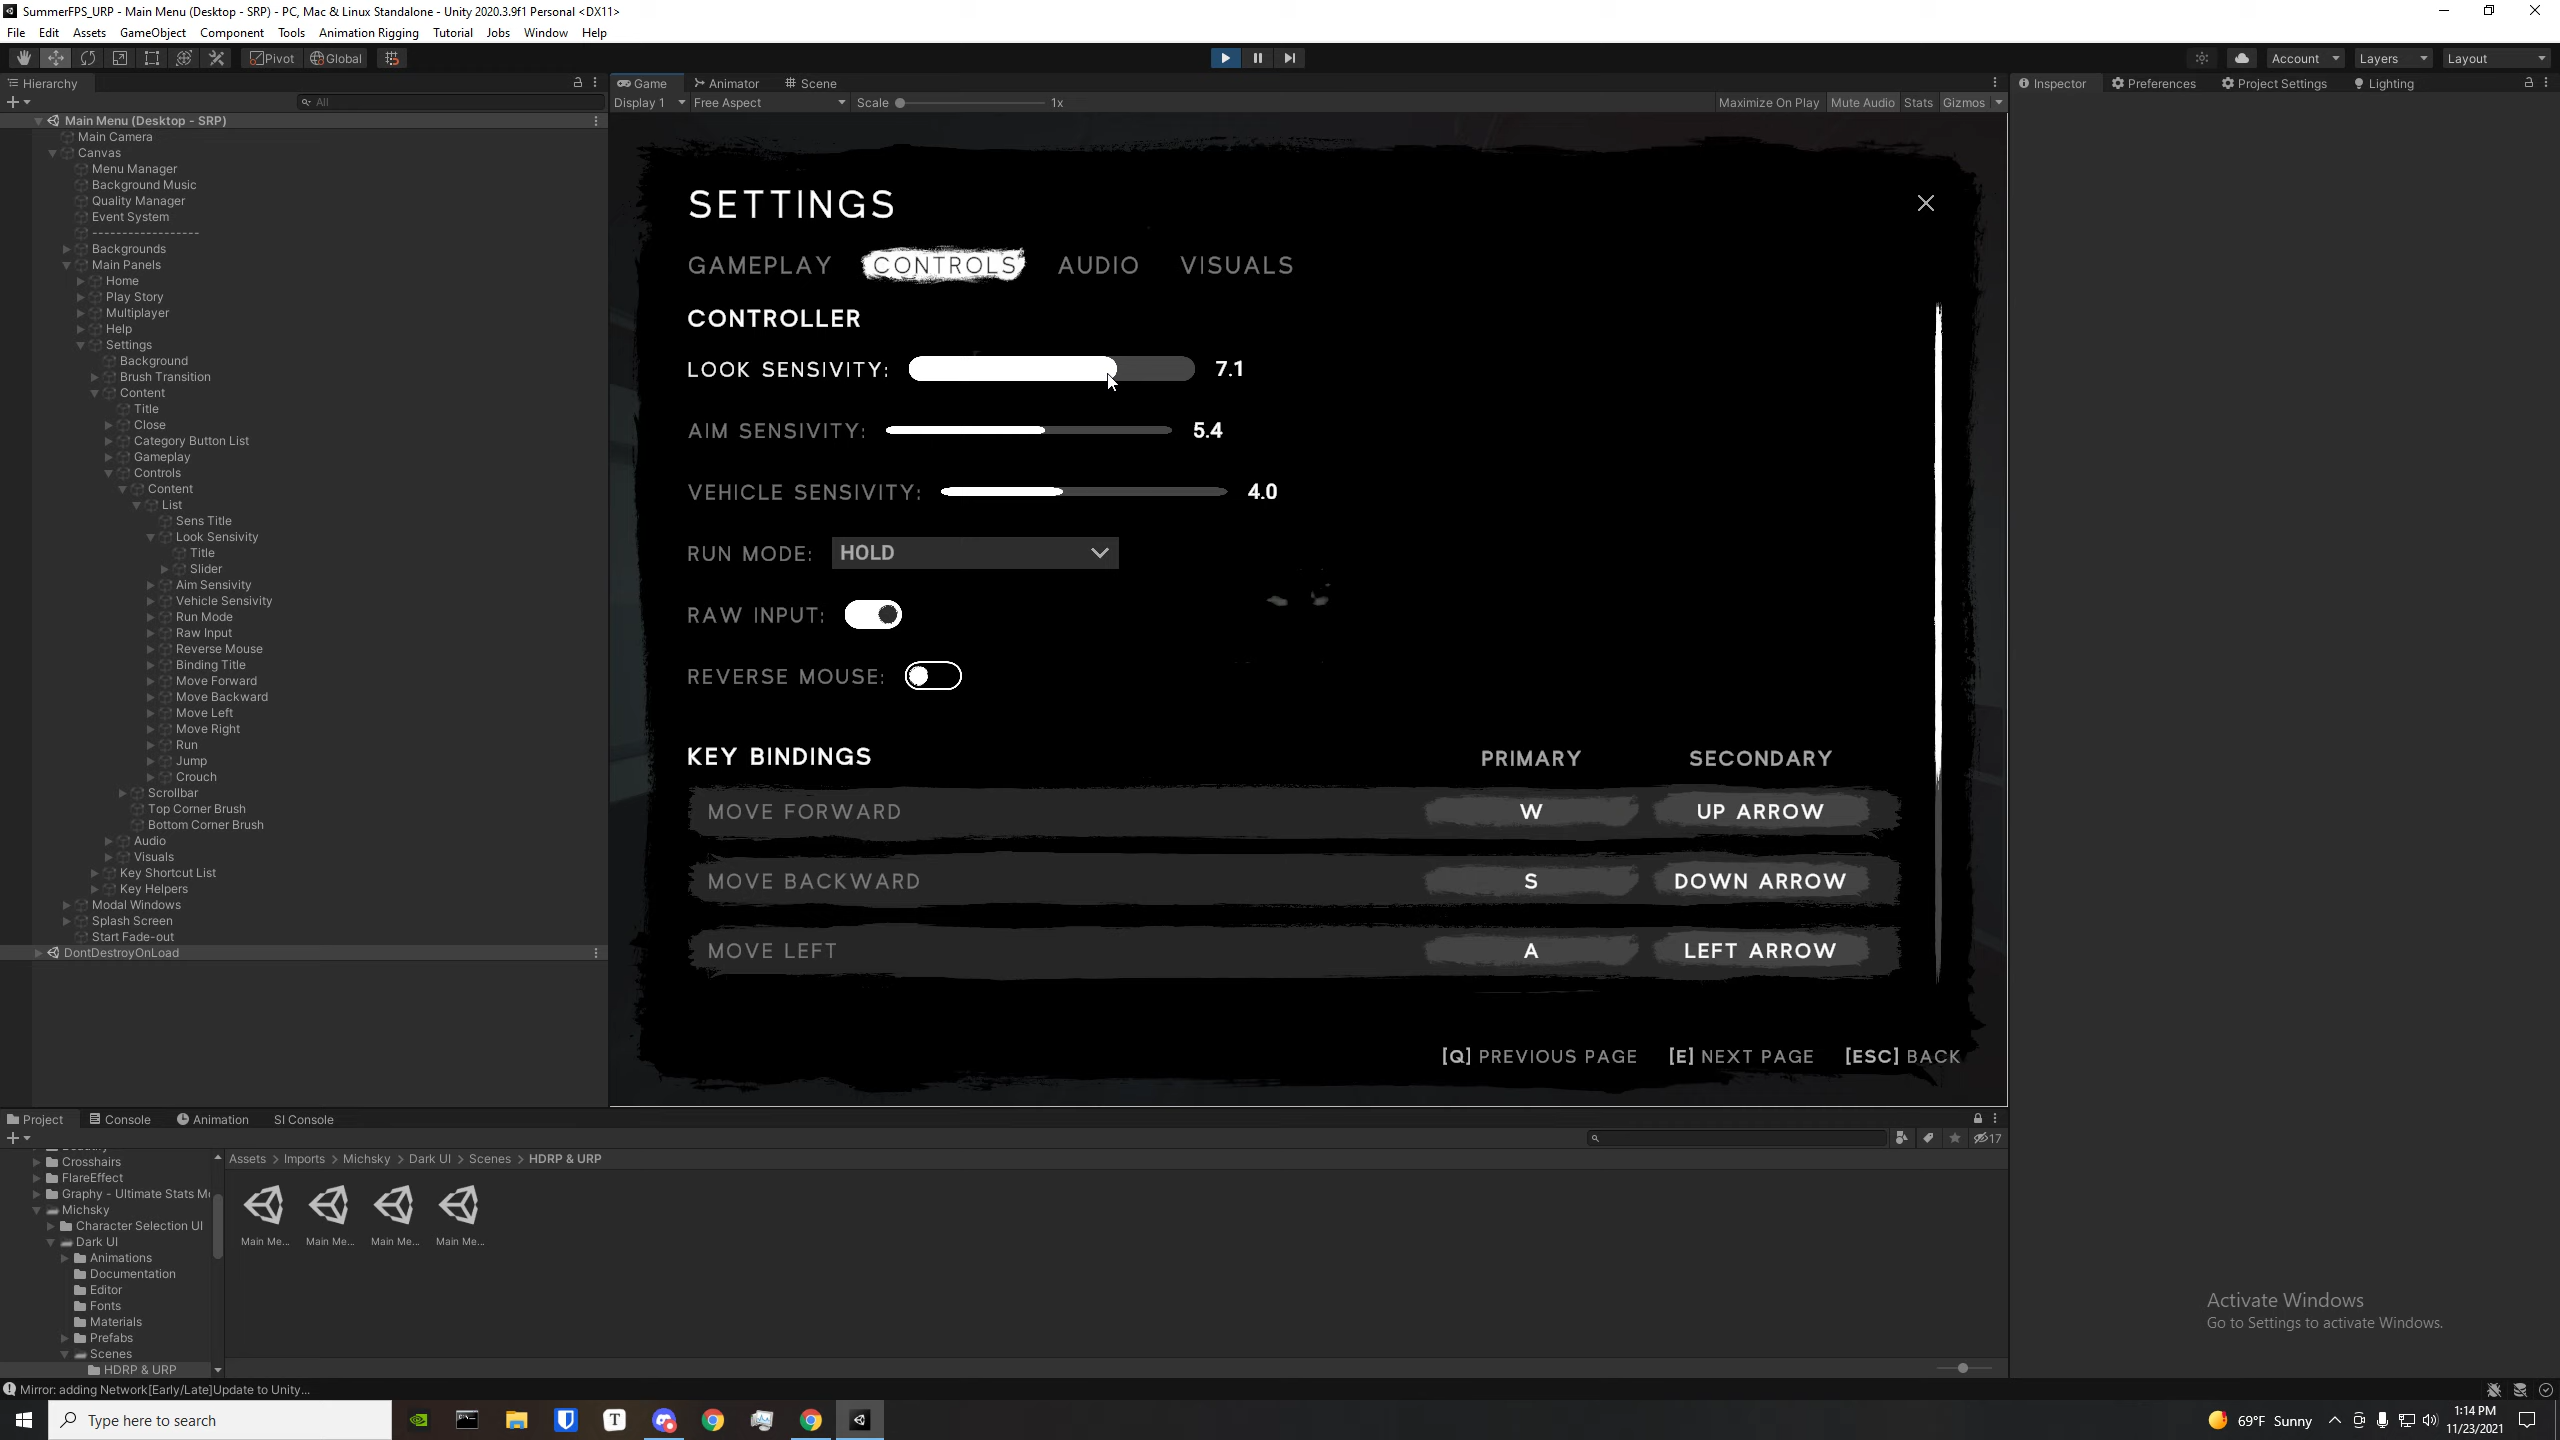 SummerFPS_URP - Main Menu (Desktop - SRP) - PC, Mac & Linux Standalone - Unity 2020.3.9f1 Personal <DX11>
File Edit Assets GameObject Component Tools Animation Rigging Tutorial Jobs Window Help
Pivot Global Account Layers Layout
Hierarchy
All
Main Menu (Desktop - SRP)
Main Camera
Canvas
Menu Manager
Background Music
Quality Manager
Event System
------------------
Backgrounds
Main Panels
Home
Play Story
Multiplayer
Help
Settings
Background
Brush Transition
Content
Title
Close
Category Button List
Gameplay
Controls
Content
List
Sens Title
Look Sensivity
Title
Slider
Aim Sensivity
Vehicle Sensivity
Run Mode
Raw Input
Reverse Mouse
Binding Title
Move Forward
Move Backward
Move Left
Move Right
Run
Jump
Crouch
Scrollbar
Top Corner Brush
Bottom Corner Brush
Audio
Visuals
Key Shortcut List
Key Helpers
Modal Windows
Splash Screen
Start Fade-out
DontDestroyOnLoad
Game Animator Scene
Display 1 Free Aspect Scale 1x Maximize On Play Mute Audio Stats Gizmos
SETTINGS
GAMEPLAY CONTROLS AUDIO VISUALS
CONTROLLER
LOOK SENSIVITY: 7.1
AIM SENSIVITY: 5.4
VEHICLE SENSIVITY: 4.0
RUN MODE: HOLD
RAW INPUT:
REVERSE MOUSE:
KEY BINDINGS PRIMARY SECONDARY
MOVE FORWARD W UP ARROW
MOVE BACKWARD S DOWN ARROW
MOVE LEFT A LEFT ARROW
[Q] PREVIOUS PAGE [E] NEXT PAGE [ESC] BACK
Inspector Preferences Project Settings Lighting
Project Console Animation SI Console
17
Crosshairs
FlareEffect
Graphy - Ultimate Stats M
Michsky
Character Selection UI
Dark UI
Animations
Documentation
Editor
Fonts
Materials
Prefabs
Scenes
HDRP & URP
Assets > Imports > Michsky > Dark UI > Scenes > HDRP & URP
Main Me... Main Me... Main Me... Main Me...
Activate Windows
Go to Settings to activate Windows.
Mirror: adding Network[Early/Late]Update to Unity...
Type here to search
T
69°F Sunny
1:14 PM
11/23/2021